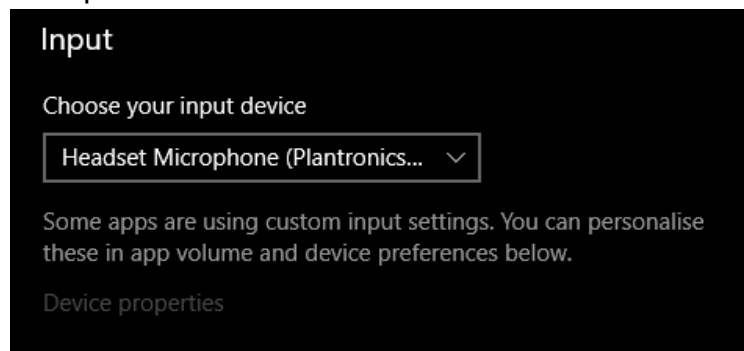 Input
Choose your input device
Headset Microphone (Plantronics...
Some apps are using custom input settings. You can personalise
these in app volume and device preferences below.
Device properties